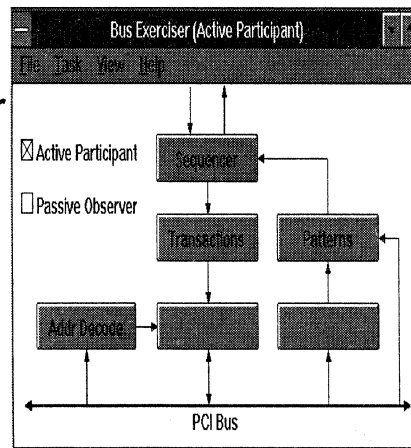 Bus Exerciser (Active Participant)
File Task View Help
Active Participant
Sequencer
Passive Observer
Transactions
Patterns
Addr Decode
PCI Bus